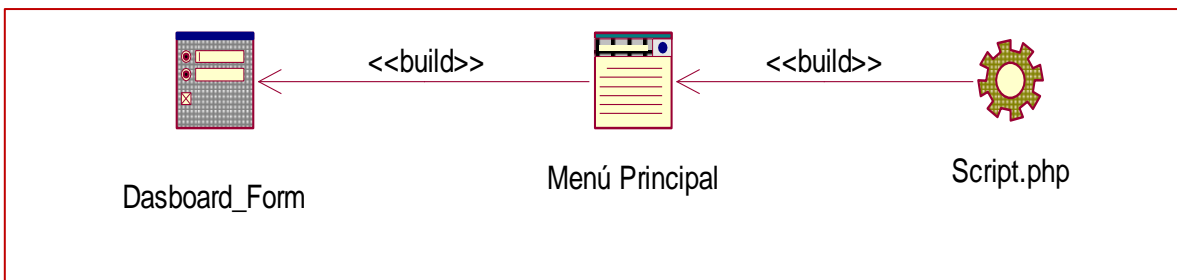 <<build>>
<<build>>
Dasboard_Form
Menú Principal
Script.php